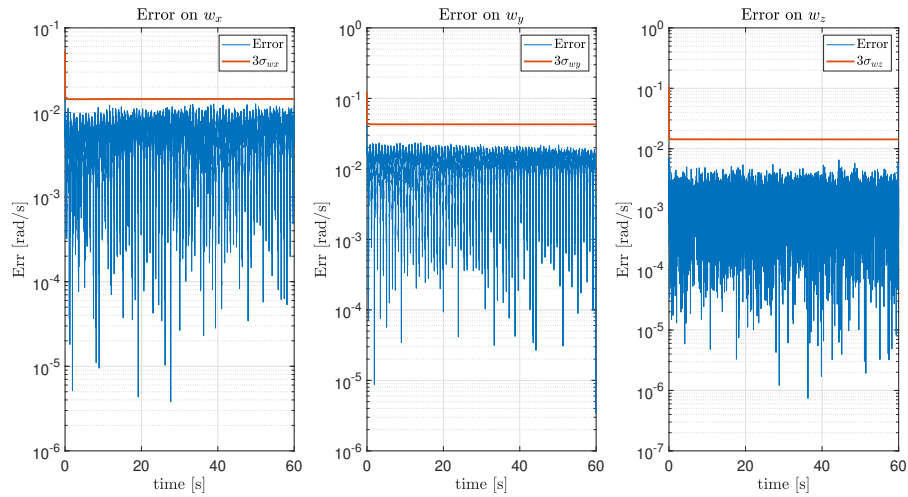 Error on w_x
Error
3σ_wx
10^-1
10^-2
10^-3
10^-4
10^-5
10^-6
Err [rad/s]
0 20 40 60
time [s]
Error on w_y
Error
3σ_wy
10^0
10^-1
10^-2
10^-3
10^-4
10^-5
10^-6
Err [rad/s]
0 20 40 60
time [s]
Error on w_z
Error
3σ_wz
10^0
10^-1
10^-2
10^-3
10^-4
10^-5
10^-6
10^-7
Err [rad/s]
0 20 40 60
time [s]